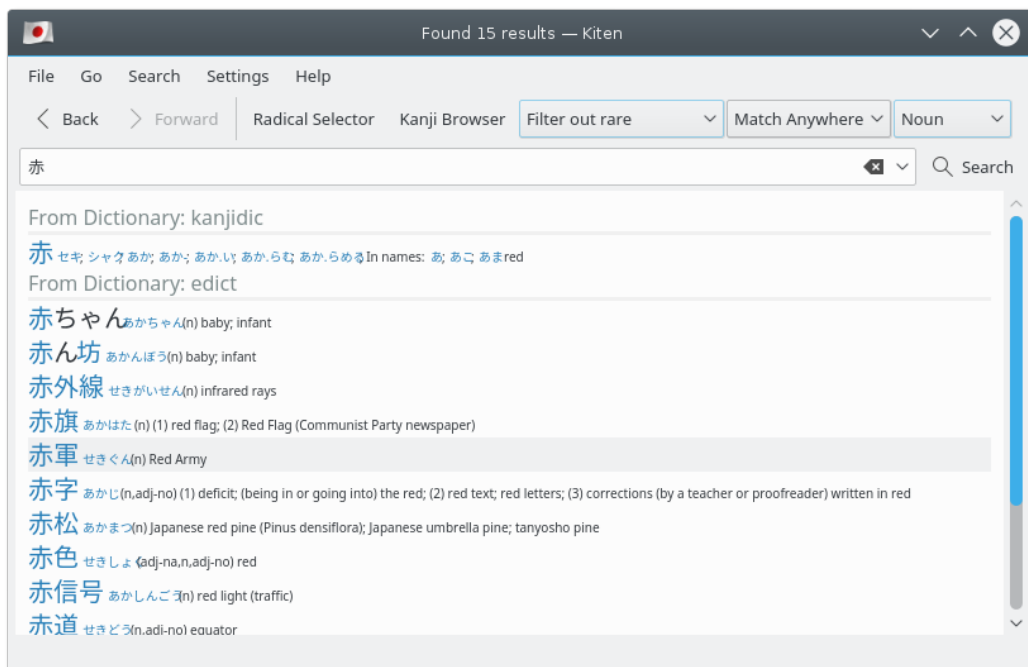 Found 15 results — Kiten
File Go Search Settings Help
Back Forward Radical Selector Kanji Browser Filter out rare Match Anywhere Noun
赤 Search
From Dictionary: kanjidic
赤 セキ; シャク; あか; あか-; あか.い; あか.らむ; あか.らめる; In names: あ; あこ; あま red
From Dictionary: edict
赤ちゃん あかちゃん (n) baby; infant
赤ん坊 あかんぼう (n) baby; infant
赤外線 せきがいせん (n) infrared rays
赤旗 あかはた (n) (1) red flag; (2) Red Flag (Communist Party newspaper)
赤軍 せきぐん (n) Red Army
赤字 あかじ (n,adj-no) (1) deficit; (being in or going into) the red; (2) red text; red letters; (3) corrections (by a teacher or proofreader) written in red
赤松 あかまつ (n) Japanese red pine (Pinus densiflora); Japanese umbrella pine; tanyosho pine
赤色 せきしょく (adj-na,n,adj-no) red
赤信号 あかしんごう (n) red light (traffic)
赤道 せきどう (n,adj-no) equator